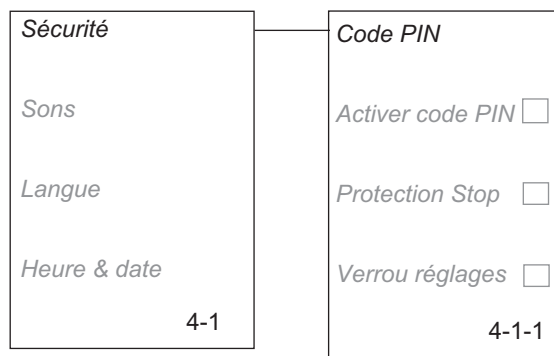 Sécurité
Sons
Langue
Heure & date
4-1
Code PIN
Activer code PIN
Protection Stop
Verrou réglages
4-1-1